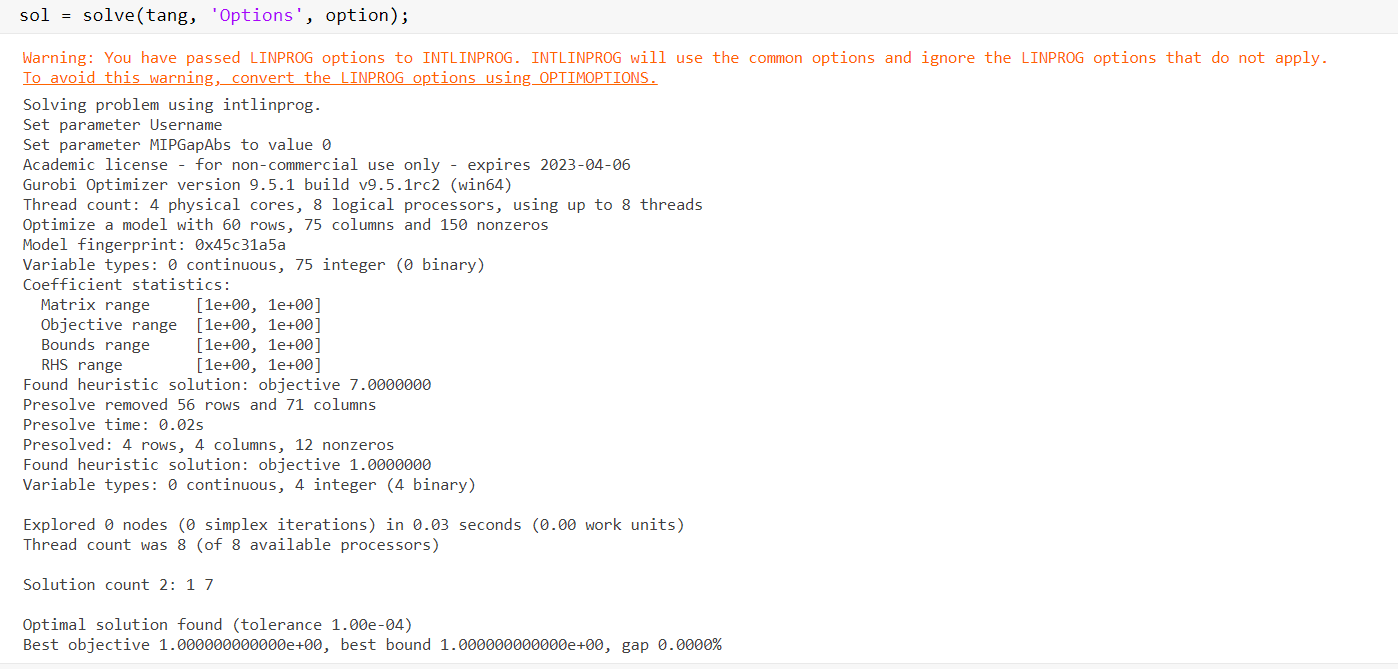 sol = solve(tang, 'Options', option);
Warning: You have passed LINPROG options to INTLINPROG. INTLINPROG will use the common options and ignore the LINPROG options that do not apply.
To avoid this warning, convert the LINPROG options using OPTIMOPTIONS.
Solving problem using intlinprog.
Set parameter Username
Set parameter MIPGapAbs to value 0
Academic license - for non-commercial use only - expires 2023-04-06
Gurobi Optimizer version 9.5.1 build v9.5.1rc2 (win64)
Thread count: 4 physical cores, 8 logical processors, using up to 8 threads
Optimize a model with 60 rows, 75 columns and 150 nonzeros
Model fingerprint: 0x45c31a5a
Variable types: 0 continuous, 75 integer (0 binary)
Coefficient statistics:
  Matrix range     [1e+00, 1e+00]
  Objective range  [1e+00, 1e+00]
  Bounds range     [1e+00, 1e+00]
  RHS range        [1e+00, 1e+00]
Found heuristic solution: objective 7.0000000
Presolve removed 56 rows and 71 columns
Presolve time: 0.02s
Presolved: 4 rows, 4 columns, 12 nonzeros
Found heuristic solution: objective 1.0000000
Variable types: 0 continuous, 4 integer (4 binary)
Explored 0 nodes (0 simplex iterations) in 0.03 seconds (0.00 work units)
Thread count was 8 (of 8 available processors)
Solution count 2: 1 7
Optimal solution found (tolerance 1.00e-04)
Best objective 1.000000000000e+00, best bound 1.000000000000e+00, gap 0.0000%